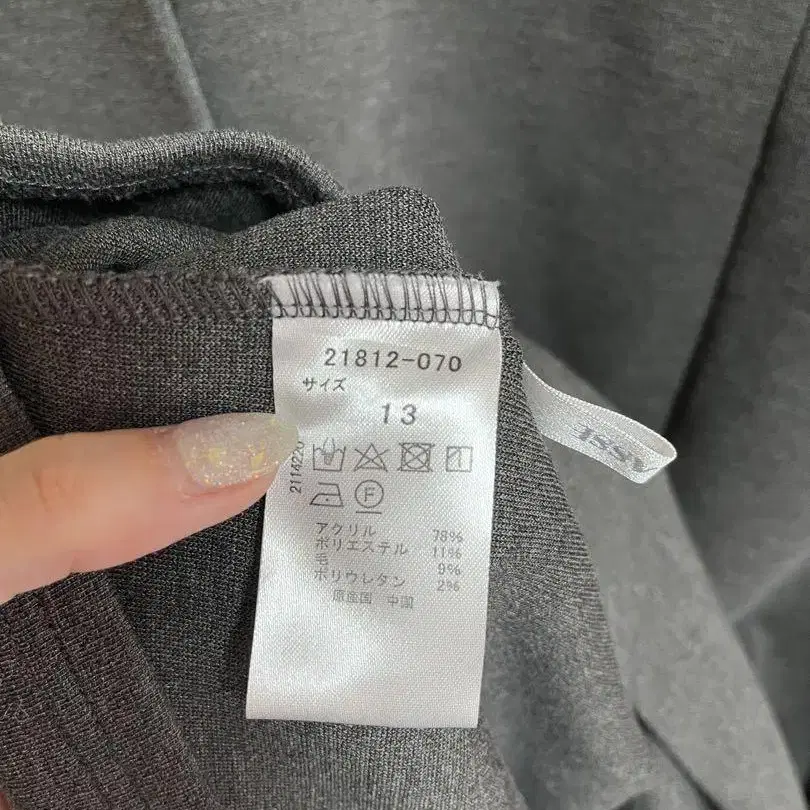 21812-070
サイズ
13
2114220
F
アクリル 78%
ポリエステル 11%
毛 9%
ポリウレタン 2%
原産国 中国